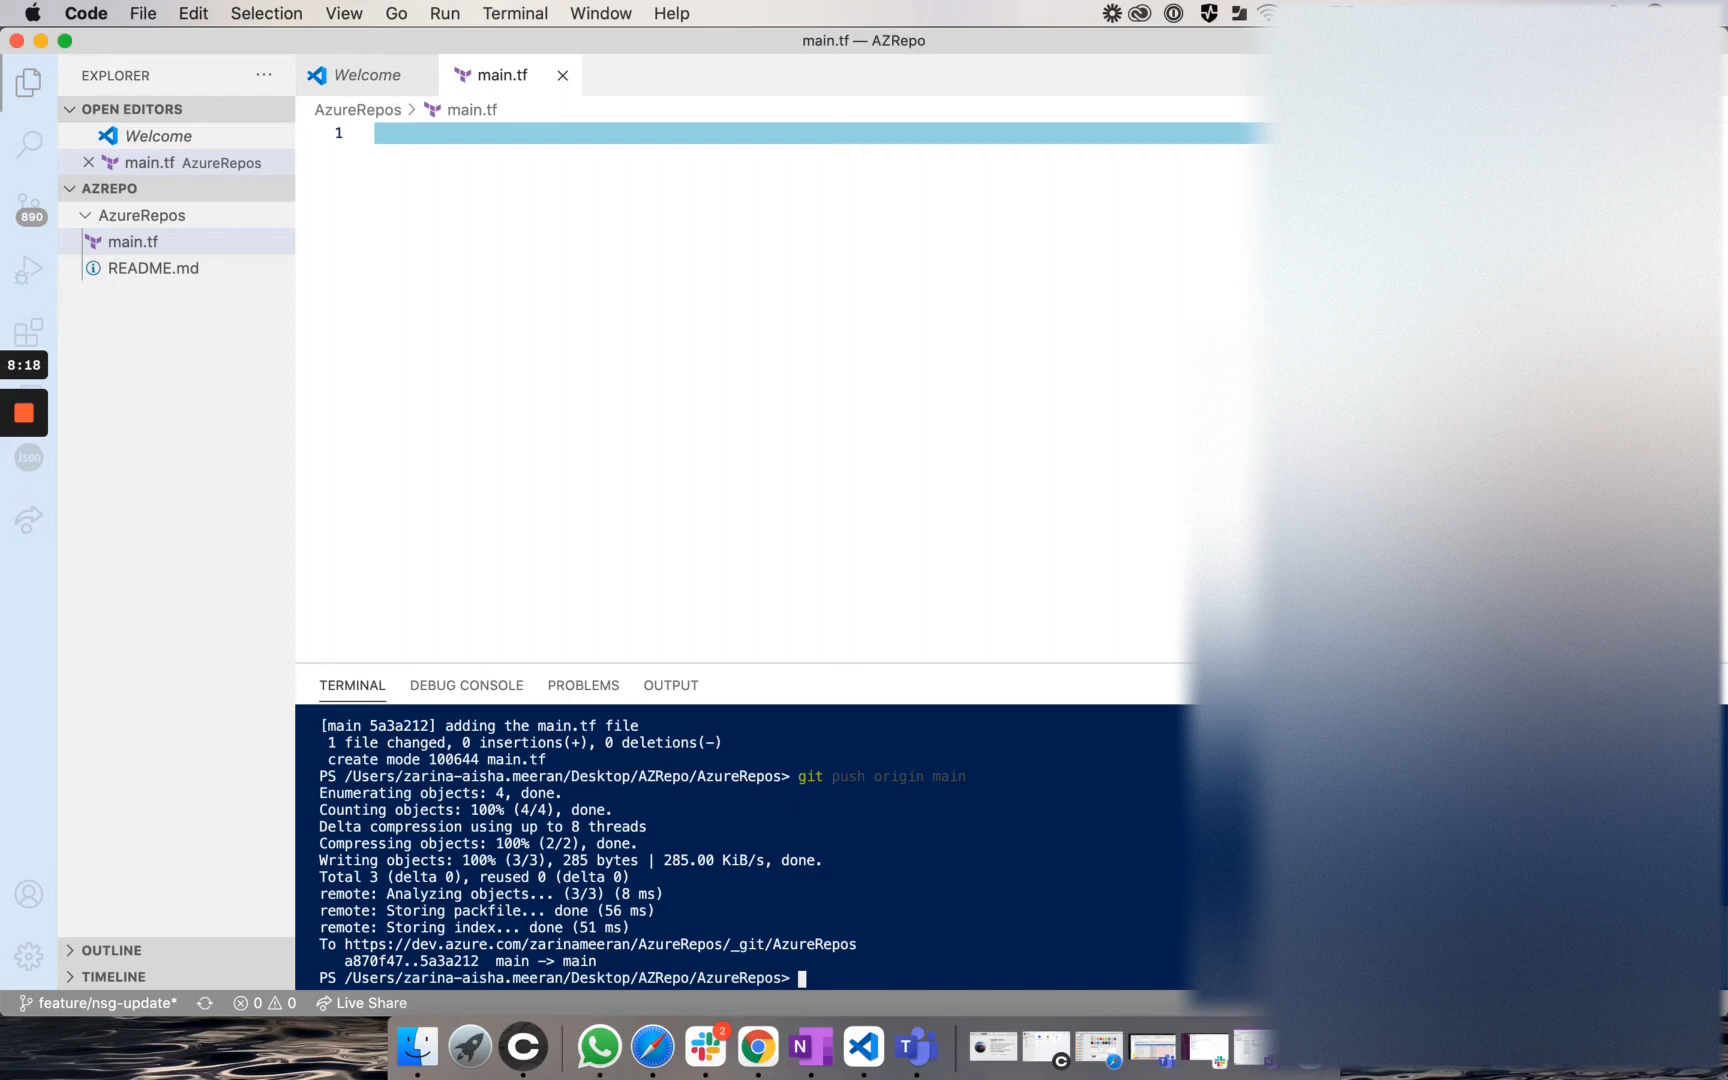 Code File Edit Selection View Go Run Terminal Window Help
main.tf — AZRepo
EXPLORER
Welcome
main.tf
OPEN EDITORS
AzureRepos > main.tf
Welcome
1
main.tf AzureRepos
AZREPO
AzureRepos
890
main.tf
README.md
8:18
Json
TERMINAL DEBUG CONSOLE PROBLEMS OUTPUT
[main 5a3a212] adding the main.tf file
1 file changed, 0 insertions(+), 0 deletions(-)
create mode 100644 main.tf
PS /Users/zarina-aisha.meeran/Desktop/AZRepo/AzureRepos> git push origin main
Enumerating objects: 4, done.
Counting objects: 100% (4/4), done.
Delta compression using up to 8 threads
Compressing objects: 100% (2/2), done.
Writing objects: 100% (3/3), 285 bytes | 285.00 KiB/s, done.
Total 3 (delta 0), reused 0 (delta 0)
remote: Analyzing objects... (3/3) (8 ms)
remote: Storing packfile... done (56 ms)
remote: Storing index... done (51 ms)
To https://dev.azure.com/zarinameeran/AzureRepos/_git/AzureRepos
a870f47..5a3a212 main -> main
PS /Users/zarina-aisha.meeran/Desktop/AZRepo/AzureRepos>
OUTLINE
TIMELINE
feature/nsg-update* 0 0 Live Share
2
N
T